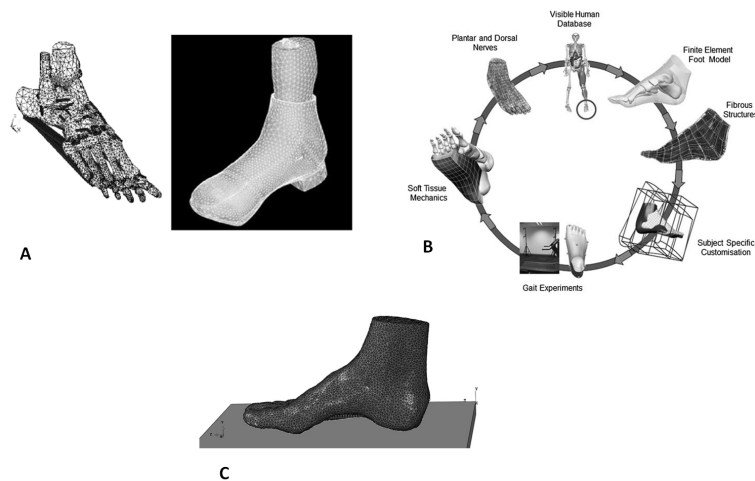 A
Visible Human
Database
Plantar and Dorsal
Nerves
Finite Element
Foot Model
Fibrous
Structures
Soft Tissue
Mechanics
B
Subject Specific
Customisation
Gait Experiments
C